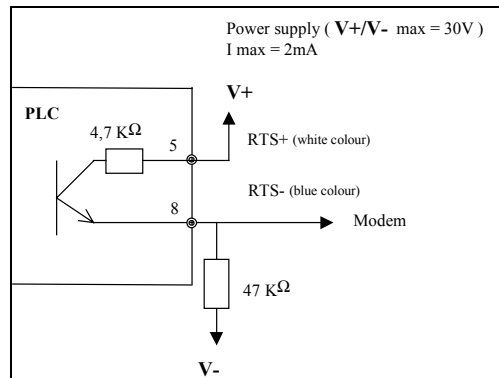 Power supply ( V+/V- max = 30V )
I max = 2mA
V+
PLC
4,7 KΩ
5
RTS+ (white colour)
RTS- (blue colour)
8
Modem
47 KΩ
V-